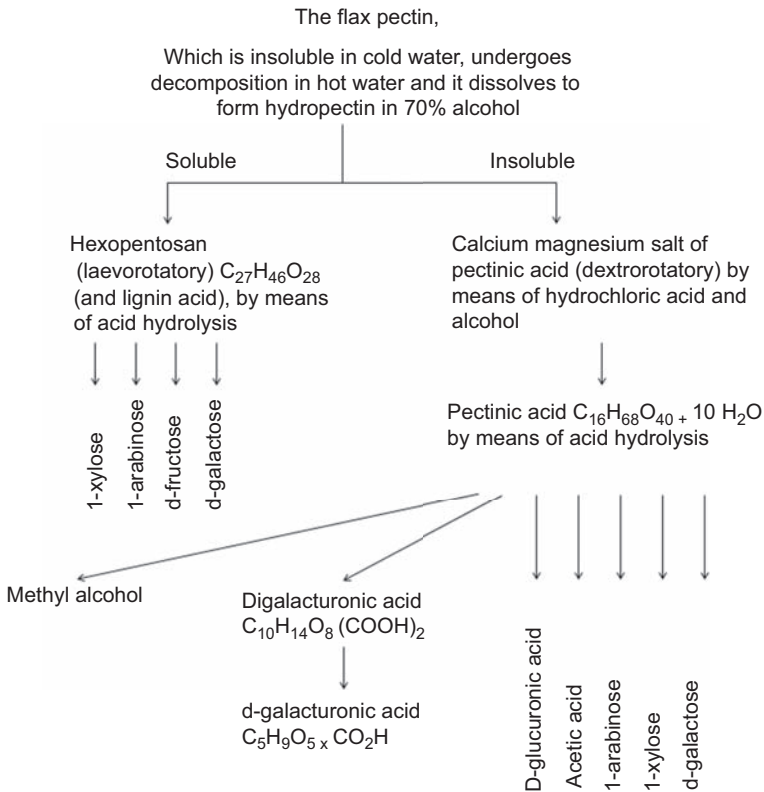 The flax pectin,
Which is insoluble in cold water, undergoes
decomposition in hot water and it dissolves to
form hydropectin in 70% alcohol
Soluble
Insoluble
Hexopentosan
(laevorotatory) C₂₇H₄₆O₂₈
(and lignin acid), by means
of acid hydrolysis
Calcium magnesium salt of
pectinic acid (dextrorotatory) by
means of hydrochloric acid and
alcohol
1-xylose
1-arabinose
d-fructose
d-galactose
Pectinic acid C₁₆H₆₈O₄₀ ₊ 10 H₂O
by means of acid hydrolysis
Methyl alcohol
Digalacturonic acid
C₁₀H₁₄O₈ (COOH)₂
d-galacturonic acid
C₅H₉O₅ ₓ CO₂H
D-glucuronic acid
Acetic acid
1-arabinose
1-xylose
d-galactose